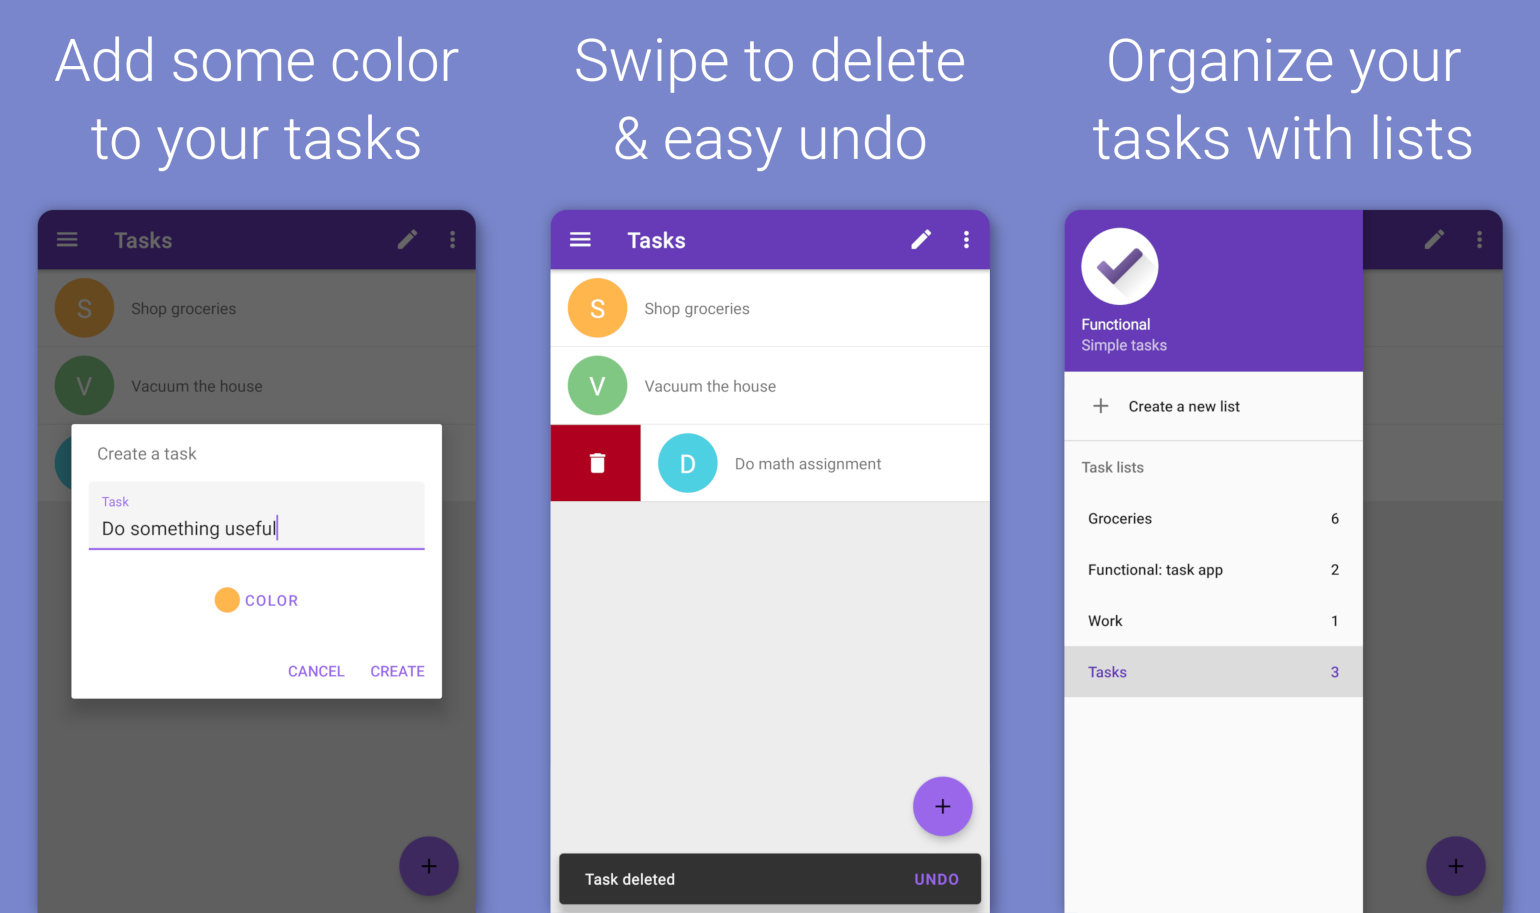 Add some color
to your tasks
Tasks
S
Shop groceries
V
Vacuum the house
Create a task
Task
Do something useful
COLOR
CANCEL
CREATE
+
Swipe to delete
& easy undo
Tasks
S
Shop groceries
V
Vacuum the house
D
Do math assignment
+
Task deleted
UNDO
Organize your
tasks with lists
Functional
Simple tasks
+ Create a new list
Task lists
Groceries 6
Functional: task app 2
Work 1
Tasks 3
+